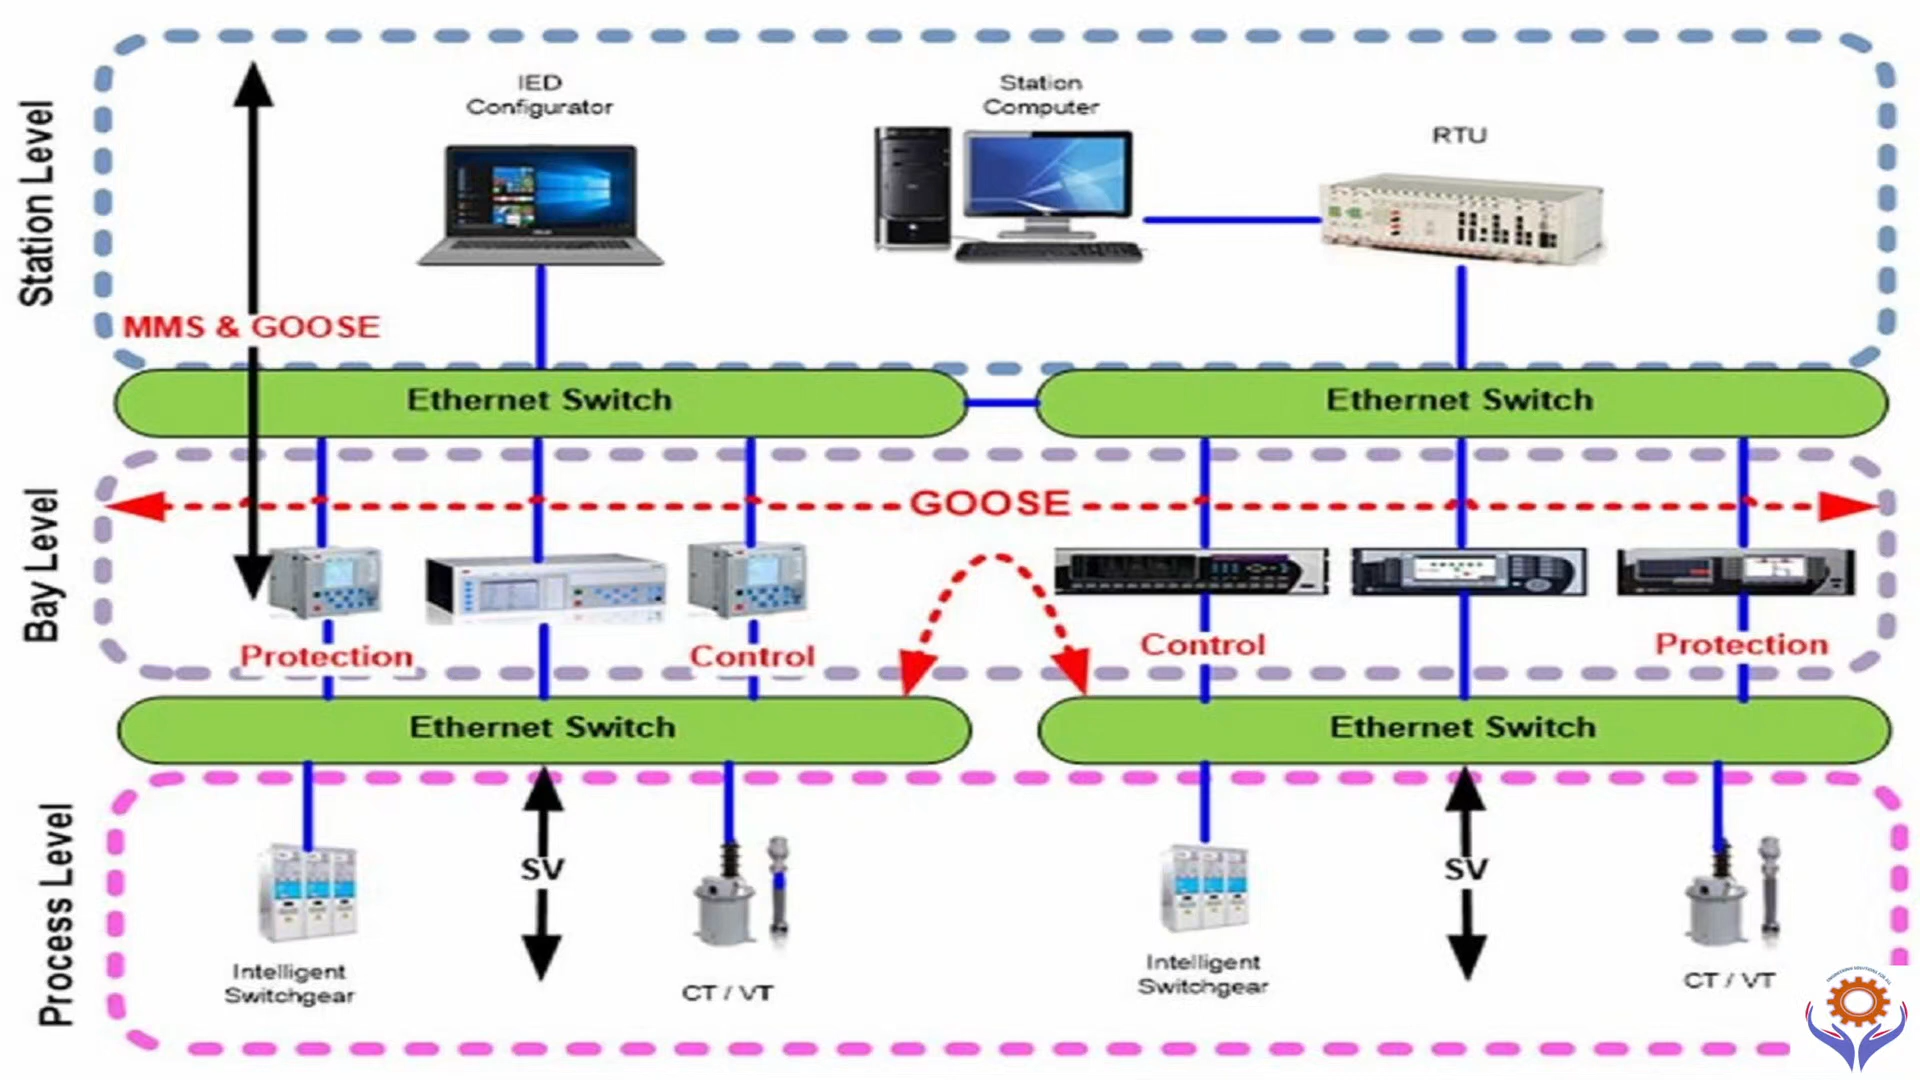 Station Level
IED
Configurator
Station
Computer
RTU
MMS & GOOSE
Ethernet Switch
Ethernet Switch
Bay Level
GOOSE
Protection
Control
Control
Protection
Ethernet Switch
Ethernet Switch
Process Level
SV
SV
Intelligent
Switchgear
CT / VT
Intelligent
Switchgear
CT / VT